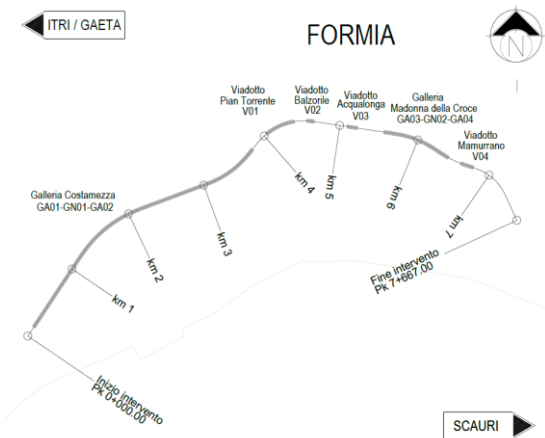 ITRI / GAETA
FORMIA
N
Viadotto
Pian Torrente
V01
Viadotto
Balzorile
V02
Viadotto
Acqualonga
V03
Galleria
Madonna della Croce
GA03-GN02-GA04
Viadotto
Mamurrano
V04
Galleria Costamezza
GA01-GN01-GA02
km 1
km 2
km 3
km 4
km 5
km 6
km 7
Inizio intervento
Pk 0+000.00
Fine intervento
Pk 7+667.00
SCAURI